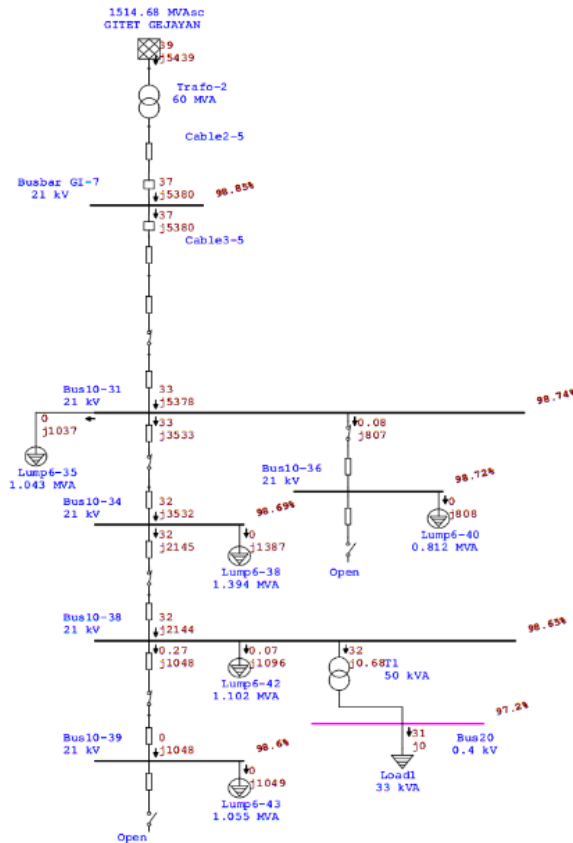 1514.68 MVAsc
GITET GEJAYAN
39
j5439
Trafo-2
60 MVA
Cable2-5
Busbar GI-7
21 kV
37
j5380
98.85%
37
j5380
Cable3-5
Bus10-31
21 kV
33
j5378
98.74%
0
j1037
33
j3533
0.08
j807
Lump6-35
1.043 MVA
Bus10-36
21 kV
98.72%
Bus10-34
21 kV
32
j3532
98.69%
0
j808
32
j2145
0
j1387
Lump6-40
0.812 MVA
Lump6-38
1.394 MVA
Open
Bus10-38
21 kV
32
j2144
98.65%
0.27
j1048
0.07
j1096
32
j0.68
T1
50 kVA
Lump6-42
1.102 MVA
97.2%
Bus10-39
21 kV
0
j1048
98.6%
31
j0
Bus20
0.4 kV
0
j1049
Load1
33 kVA
Lump6-43
1.055 MVA
Open